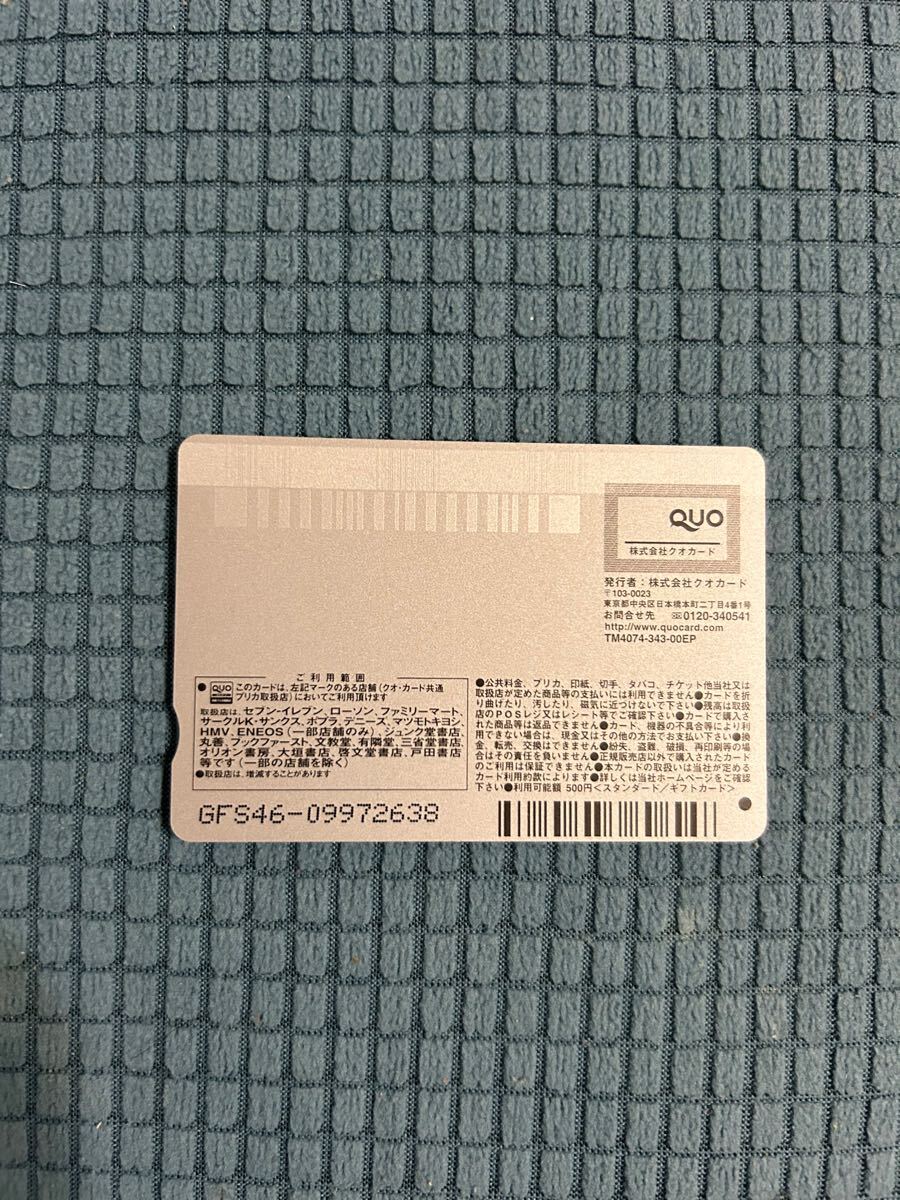 QUO
株式会社クオカード
発行者：株式会社クオカード
〒103-0023
東京都中央区日本橋本町二丁目4番1号
お問合せ先 0120-340541
http://www.quocard.com
TM4074-343-00EP
ご利用範囲
●QUO このカードは、左記マークのある店舗（クオ・カード共通
プリカ取扱店）においてご利用頂けます
取扱店は、セブン-イレブン、ローソン、ファミリーマート、
サークルK・サンクス、ポプラ、デニーズ、マツモトキヨシ、
HMV、ENEOS（一部店舗のみ）、ジュンク堂書店、
丸善、ブックファースト、文教堂、有隣堂、三省堂書店、
オリオン書房、大垣書店、啓文堂書店、戸田書店
等です（一部の店舗を除く）
●取扱店は、増減することがあります
●公共料金、プリカ、印紙、切手、タバコ、チケット他当社又は
取扱店が定めた商品等の支払いには利用できません●カードを折
り曲げたり、汚したり、磁気に近づけないで下さい●残高は取扱
店のPOSレジ又はレシート等でご確認下さい●カードで購入さ
れた商品等は返品できません●カード、機器の不具合等により利
用できない場合は、現金又はその他の方法でお支払い下さい●換
金、転売、交換はできません●紛失、盗難、破損、再印刷等の場
合はその責任を負いません●正規販売店以外で購入されたカード
のご利用は保証できません●本カードの取扱いは当社が定める
カード利用約款によります●詳しくは当社ホームページをご確認
下さい●利用可能額 500円＜スタンダード／ギフトカード＞
GFS46-09972638